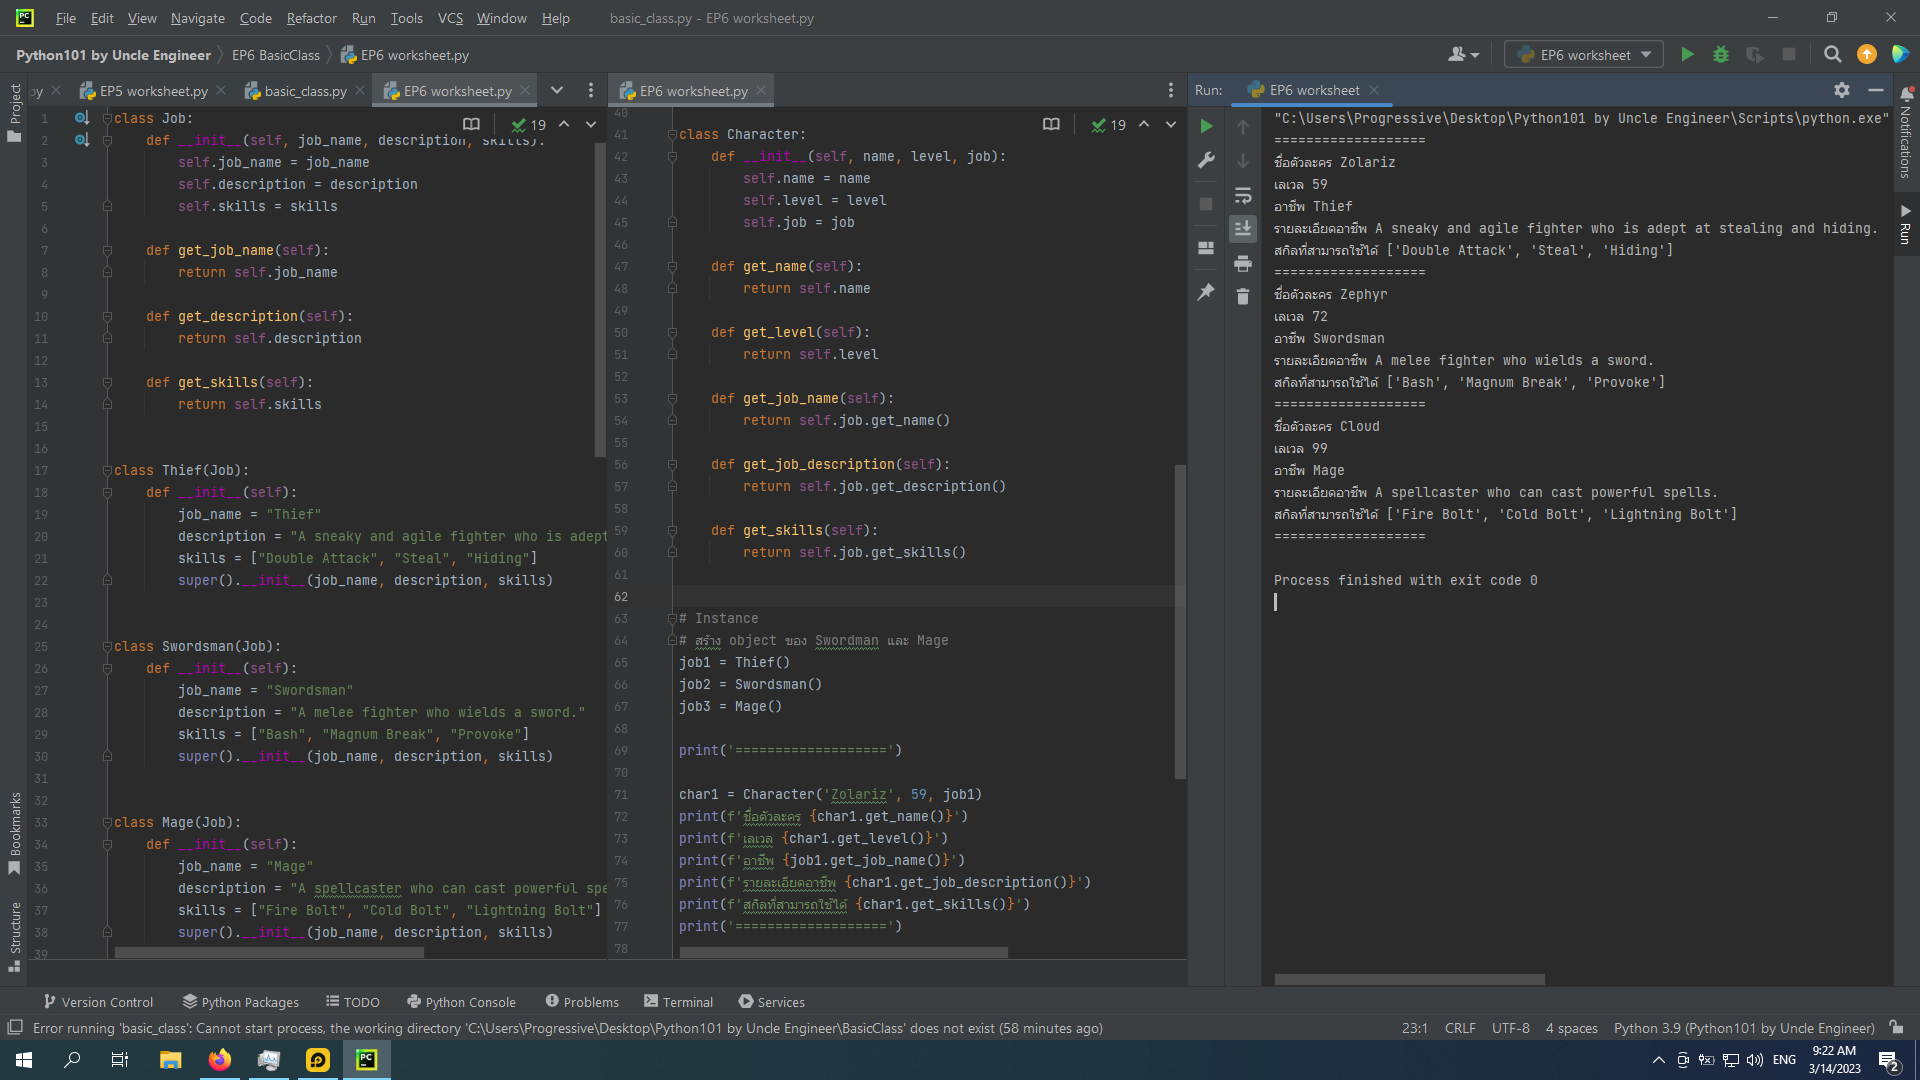 File Edit View Navigate Code Refactor Run Tools VCS Window Help basic_class.py - EP6 worksheet.py
Python101 by Uncle Engineer EP6 BasicClass EP6 worksheet.py
EP6 worksheet
py EP5 worksheet.py basic_class.py EP6 worksheet.py
1 class Job:
2 def __init__(self, job_name, description, skills):
3 self.job_name = job_name
4 self.description = description
5 self.skills = skills
6
7 def get_job_name(self):
8 return self.job_name
9
10 def get_description(self):
11 return self.description
12
13 def get_skills(self):
14 return self.skills
15
16
17 class Thief(Job):
18 def __init__(self):
19 job_name = "Thief"
20 description = "A sneaky and agile fighter who is adept
21 skills = ["Double Attack", "Steal", "Hiding"]
22 super().__init__(job_name, description, skills)
23
24
25 class Swordsman(Job):
26 def __init__(self):
27 job_name = "Swordsman"
28 description = "A melee fighter who wields a sword."
29 skills = ["Bash", "Magnum Break", "Provoke"]
30 super().__init__(job_name, description, skills)
31
32
33 class Mage(Job):
34 def __init__(self):
35 job_name = "Mage"
36 description = "A spellcaster who can cast powerful spe
37 skills = ["Fire Bolt", "Cold Bolt", "Lightning Bolt"]
38 super().__init__(job_name, description, skills)
39
19
EP6 worksheet.py
19
40
41 class Character:
42 def __init__(self, name, level, job):
43 self.name = name
44 self.level = level
45 self.job = job
46
47 def get_name(self):
48 return self.name
49
50 def get_level(self):
51 return self.level
52
53 def get_job_name(self):
54 return self.job.get_name()
55
56 def get_job_description(self):
57 return self.job.get_description()
58
59 def get_skills(self):
60 return self.job.get_skills()
61
62
63 # Instance
64 # สร้าง object ของ Swordman และ Mage
65 job1 = Thief()
66 job2 = Swordsman()
67 job3 = Mage()
68
69 print('===================')
70
71 char1 = Character('Zolariz', 59, job1)
72 print(f'ชื่อตัวละคร {char1.get_name()}')
73 print(f'เลเวล {char1.get_level()}')
74 print(f'อาชีพ {job1.get_job_name()}')
75 print(f'รายละเอียดอาชีพ {char1.get_job_description()}')
76 print(f'สกิลที่สามารถใช้ได้ {char1.get_skills()}')
77 print('===================')
78
Run: EP6 worksheet
"C:\Users\Progressive\Desktop\Python101 by Uncle Engineer\Scripts\python.exe"
===================
ชื่อตัวละคร Zolariz
เลเวล 59
อาชีพ Thief
รายละเอียดอาชีพ A sneaky and agile fighter who is adept at stealing and hiding.
สกิลที่สามารถใช้ได้ ['Double Attack', 'Steal', 'Hiding']
===================
ชื่อตัวละคร Zephyr
เลเวล 72
อาชีพ Swordsman
รายละเอียดอาชีพ A melee fighter who wields a sword.
สกิลที่สามารถใช้ได้ ['Bash', 'Magnum Break', 'Provoke']
===================
ชื่อตัวละคร Cloud
เลเวล 99
อาชีพ Mage
รายละเอียดอาชีพ A spellcaster who can cast powerful spells.
สกิลที่สามารถใช้ได้ ['Fire Bolt', 'Cold Bolt', 'Lightning Bolt']
===================
Process finished with exit code 0
Project
Bookmarks
Structure
Notifications
Run
Version Control Python Packages TODO Python Console Problems Terminal Services
Error running 'basic_class': Cannot start process, the working directory 'C:\Users\Progressive\Desktop\Python101 by Uncle Engineer\BasicClass' does not exist (58 minutes ago) 23:1 CRLF UTF-8 4 spaces Python 3.9 (Python101 by Uncle Engineer)
PC
ENG
9:22 AM
3/14/2023
2